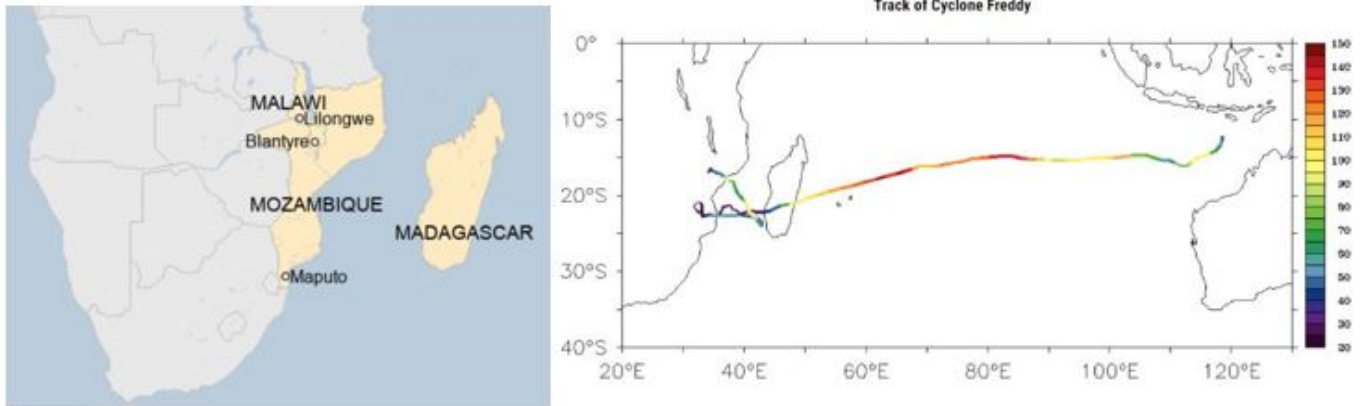 MALAWI
Lilongwe
Blantyre
MOZAMBIQUE
MADAGASCAR
Maputo
Track of Cyclone Freddy
0°
10°S
20°S
30°S
40°S
20°E
40°E
60°E
80°E
100°E
120°E
150
140
130
120
110
100
90
80
70
60
50
40
30
20